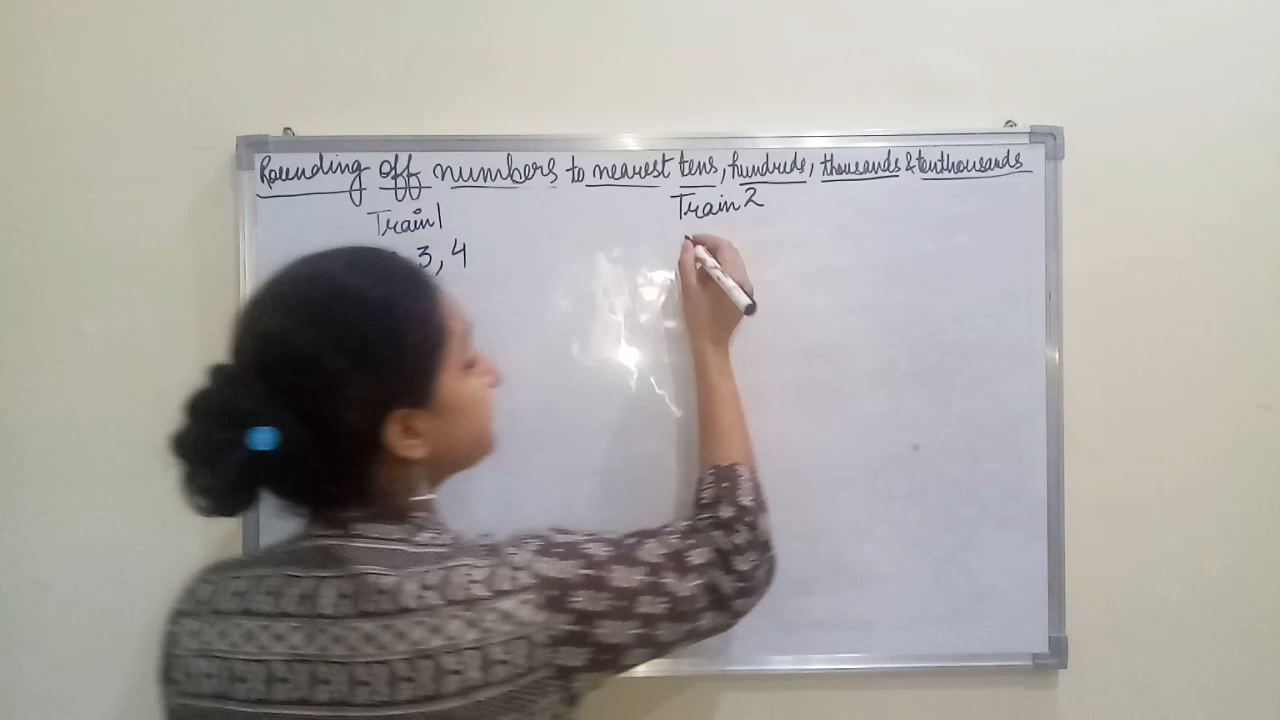 Rounding off numbers to nearest tens, hundreds, thousands & tenthousands
Train 1
Train 2
3, 4